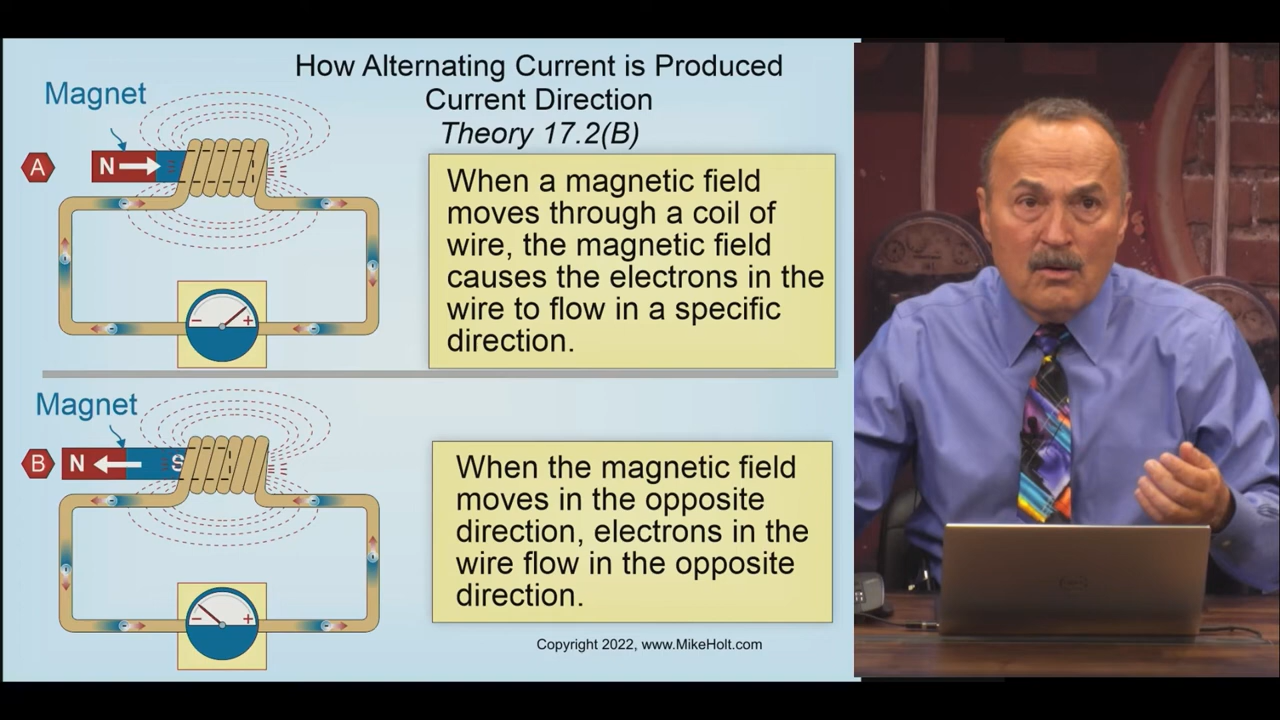 How Alternating Current is Produced
Current Direction
Theory 17.2(B)
Magnet
A
N
S
When a magnetic field
moves through a coil of
wire, the magnetic field
causes the electrons in the
wire to flow in a specific
direction.
- +
Magnet
B
N
S
When the magnetic field
moves in the opposite
direction, electrons in the
wire flow in the opposite
direction.
- +
Copyright 2022, www.MikeHolt.com